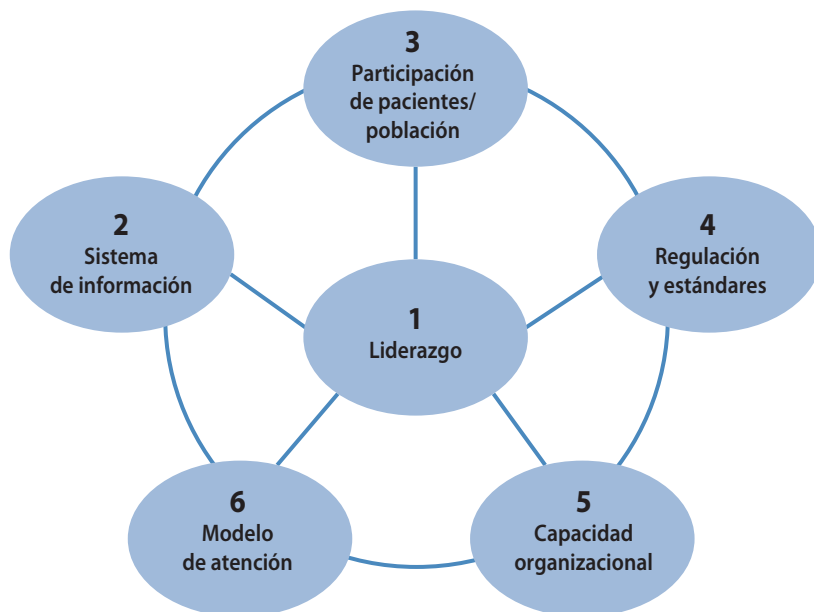 3
Participación
de pacientes/
población
2
Sistema
de información
4
Regulación
y estándares
1
Liderazgo
6
Modelo
de atención
5
Capacidad
organizacional